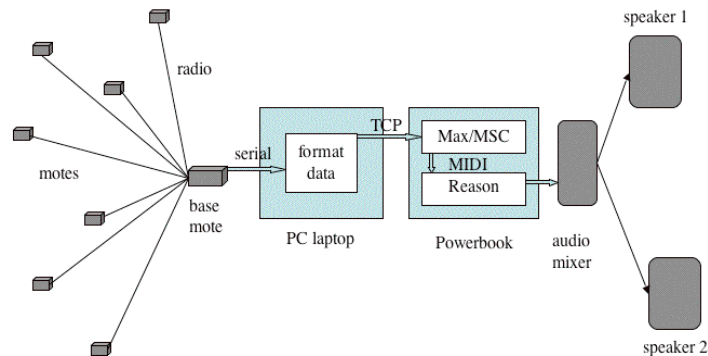 speaker 1
radio
TCP
Max/MSC
serial
format
data
MIDI
Reason
motes
base
mote
PC laptop
Powerbook
audio
mixer
speaker 2